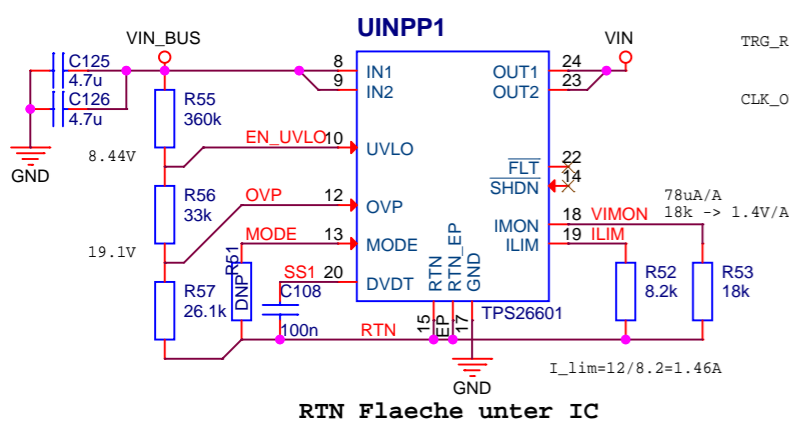 UINPP1
VIN_BUS
VIN
TRG_R
C125
4.7u
C126
4.7u
GND
8
9
IN1
IN2
OUT1
OUT2
24
23
CLK_O
R55
360k
EN_UVLO
10
UVLO
8.44V
FLT
SHDN
22
14
R56
33k
OVP
12
OVP
78uA/A
18k -> 1.4V/A
MODE
13
MODE
IMON
ILIM
18
19
VIMON
ILIM
19.1V
R51
DNP
SS1
20
DVDT
RTN
RTN_EP
GND
R52
8.2k
R53
18k
R57
26.1k
C108
100n
TPS26601
15
EP
17
RTN
GND
I_lim=12/8.2=1.46A
RTN Flaeche unter IC